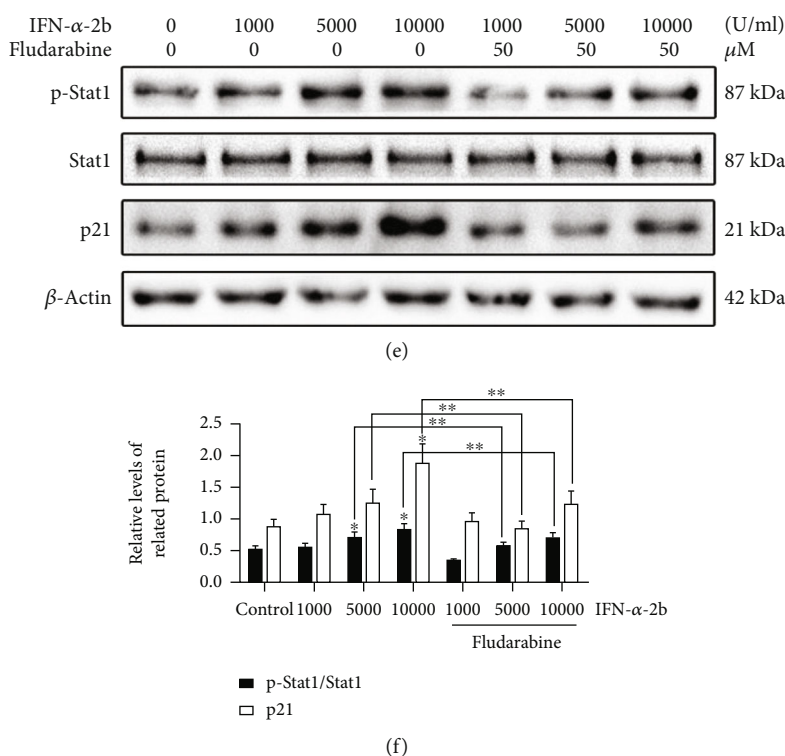 IFN-α-2b 0 1000 5000 10000 1000 5000 10000 (U/ml)
Fludarabine 0 0 0 0 50 50 50 μM
p-Stat1 87 kDa
Stat1 87 kDa
p21 21 kDa
β-Actin 42 kDa
(e)
**
**
**
**
* * *
Relative levels of
related protein
2.5
2.0
1.5
1.0
0.5
0.0
Control 1000 5000 10000 1000 5000 10000 IFN-α-2b
Fludarabine
p-Stat1/Stat1
p21
(f)